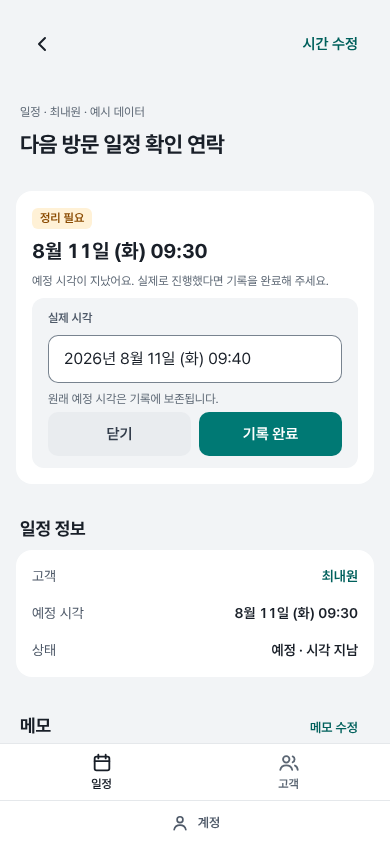 시간 수정
일정 · 최내원 · 예시 데이터
다음 방문 일정 확인 연락
정리 필요
8월 11일 (화) 09:30
예정 시각이 지났어요. 실제로 진행했다면 기록을 완료해 주세요.
실제 시각
2026년 8월 11일 (화) 09:40
원래 예정 시각은 기록에 보존됩니다.
닫기
기록 완료
일정 정보
고객
최내원
예정 시각
8월 11일 (화) 09:30
상태
예정 · 시각 지남
메모
메모 수정
일정
고객
계정